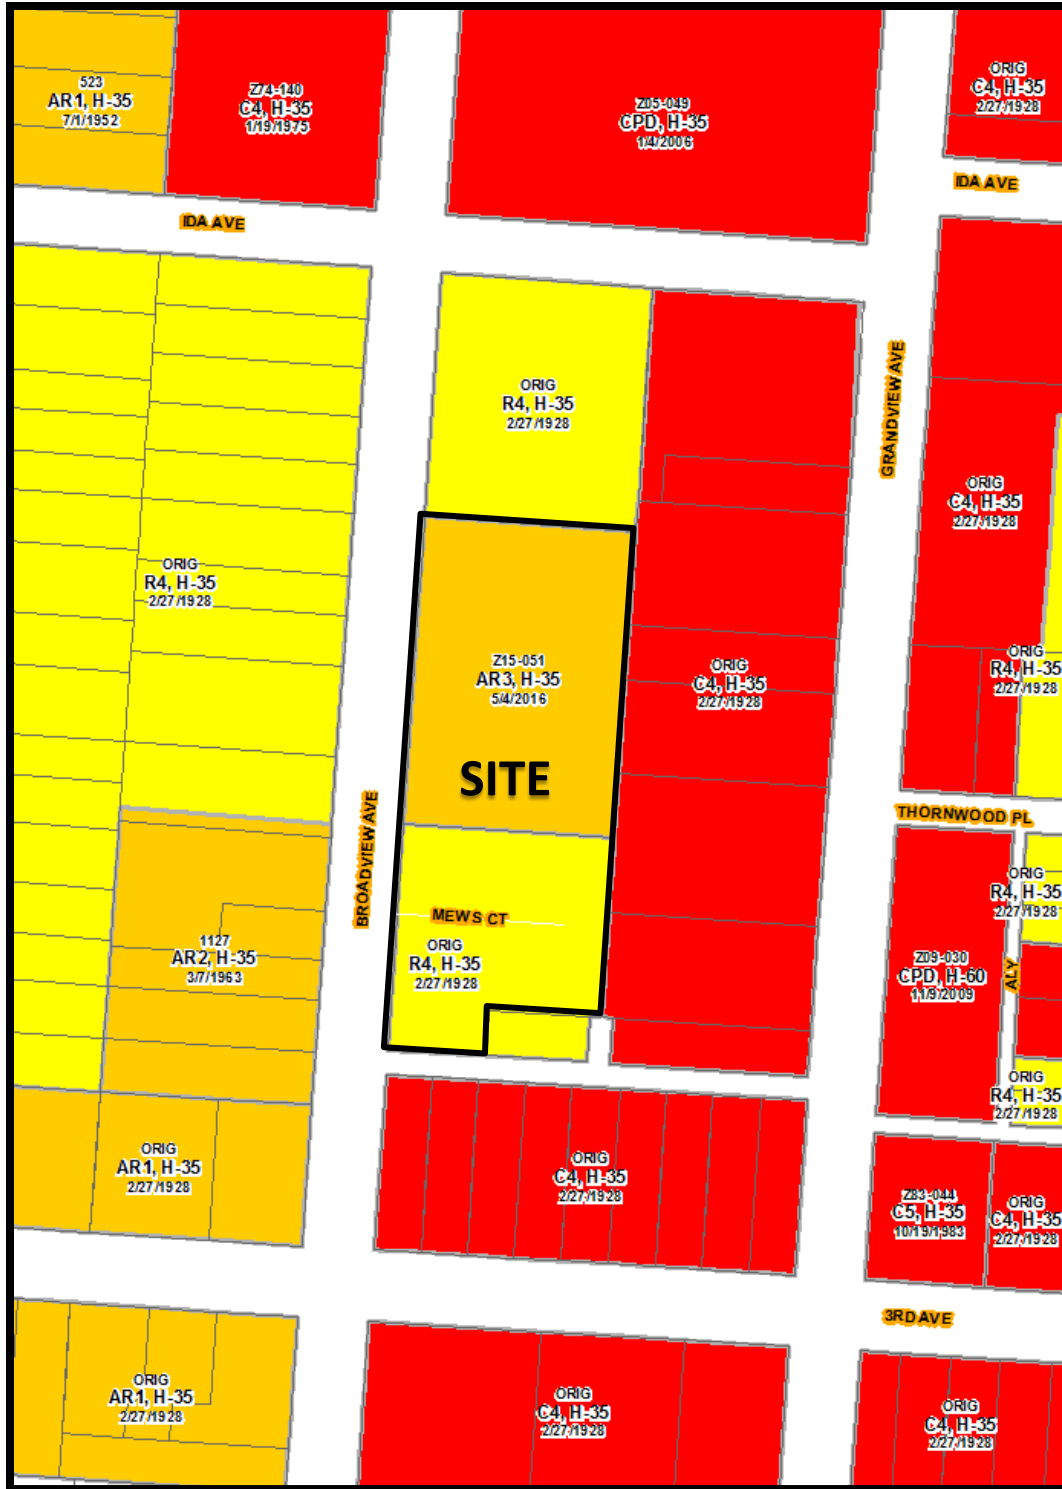 523
AR1, H-35
7/1/1952
Z74-140
C4, H-35
1/19/1975
Z05-049
CPD, H-35
1/4/2006
ORIG
C4, H-35
2/27/1928
IDA AVE
IDA AVE
ORIG
R4, H-35
2/27/1928
GRANDVIEW AVE
ORIG
C4, H-35
2/27/1928
ORIG
R4, H-35
2/27/1928
Z15-051
AR3, H-35
5/4/2016
ORIG
C4, H-35
2/27/1928
ORIG
R4, H-35
2/27/1928
SITE
BROADVIEW AVE
THORNWOOD PL
MEWS CT
ORIG
R4, H-35
2/27/1928
1127
AR2, H-35
3/7/1963
ORIG
R4, H-35
2/27/1928
Z09-030
CPD, H-60
11/9/2009
ALY
ORIG
R4, H-35
2/27/1928
ORIG
AR1, H-35
2/27/1928
ORIG
C4, H-35
2/27/1928
Z83-044
C5, H-35
10/19/1983
ORIG
C4, H-35
2/27/1928
3RD AVE
ORIG
AR1, H-35
2/27/1928
ORIG
C4, H-35
2/27/1928
ORIG
C4, H-35
2/27/1928